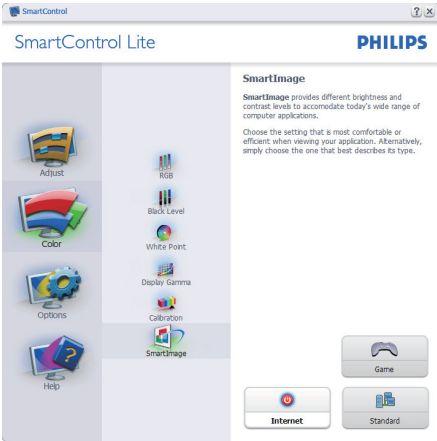 SmartControl
SmartControl Lite
PHILIPS
Adjust
Color
Options
Help
RGB
Black Level
White Point
Display Gamma
Calibration
SmartImage
SmartImage
SmartImage provides different brightness and
contrast levels to accomodate today's wide range of
computer applications.
Choose the setting that is most comfortable or
efficient when viewing your application. Alternatively,
simply choose the one that best describes its type.
Game
Internet
Standard